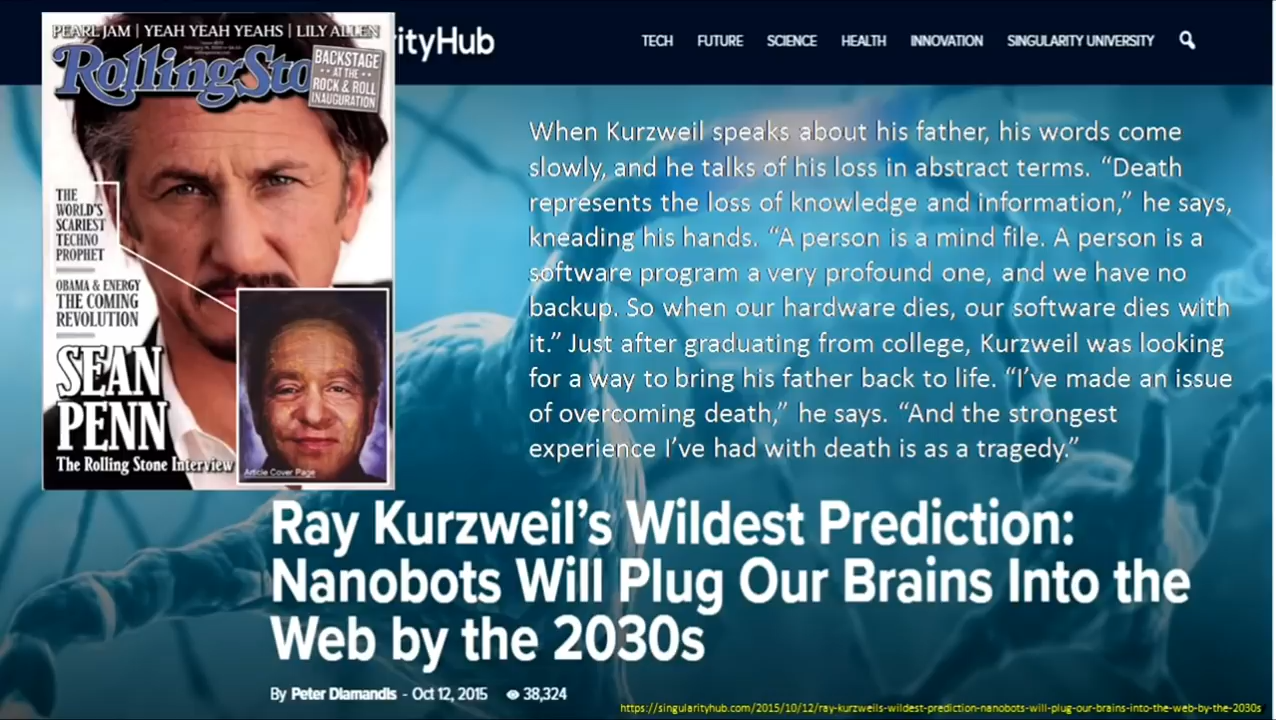 PEARL JAM | YEAH YEAH YEAHS | LILY ALLEN
RollingSto
BACKSTAGE
AT THE
ROCK & ROLL
INAUGURATION
THE
WORLD'S
SCARIEST
TECHNO
PROPHET
OBAMA & ENERGY
THE COMING
REVOLUTION
SEAN
PENN
The Rolling Stone Interview
Article Cover Page
rityHub
TECH FUTURE SCIENCE HEALTH INNOVATION SINGULARITY UNIVERSITY
When Kurzweil speaks about his father, his words come
slowly, and he talks of his loss in abstract terms. “Death
represents the loss of knowledge and information,” he says,
kneading his hands. “A person is a mind file. A person is a
software program a very profound one, and we have no
backup. So when our hardware dies, our software dies with
it.” Just after graduating from college, Kurzweil was looking
for a way to bring his father back to life. “I’ve made an issue
of overcoming death,” he says. “And the strongest
experience I’ve had with death is as a tragedy.”
Ray Kurzweil’s Wildest Prediction:
Nanobots Will Plug Our Brains Into the
Web by the 2030s
By Peter Diamandis - Oct 12, 2015 38,324
https://singularityhub.com/2015/10/12/ray-kurzweils-wildest-prediction-nanobots-will-plug-our-brains-into-the-web-by-the-2030s